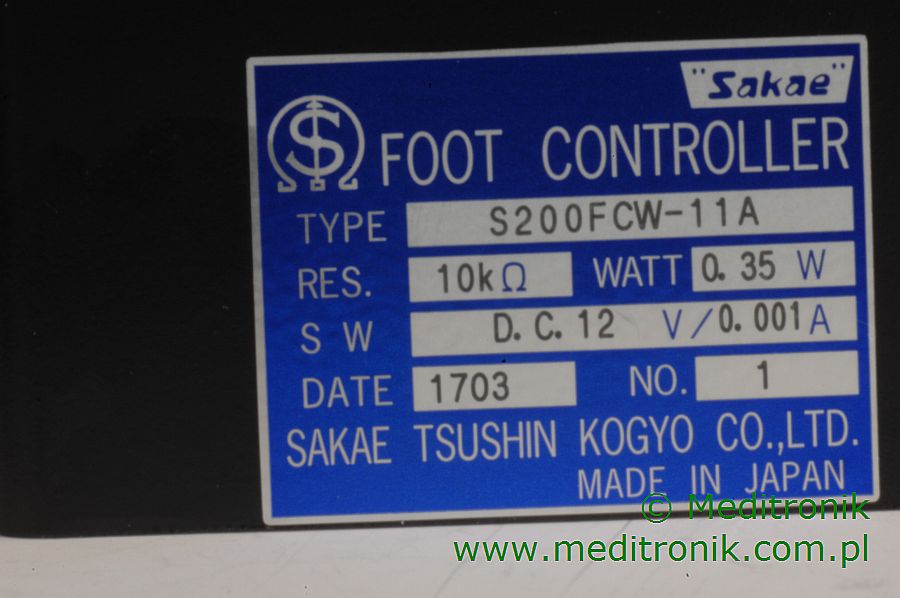 "Sakae"
FOOT CONTROLLER
TYPE S200FCW-11A
RES. 10kΩ WATT 0.35 W
S W D.C.12 V/0.001A
DATE 1703 NO. 1
SAKAE TSUSHIN KOGYO CO.,LTD.
MADE IN JAPAN
© Meditronik
www.meditronik.com.pl